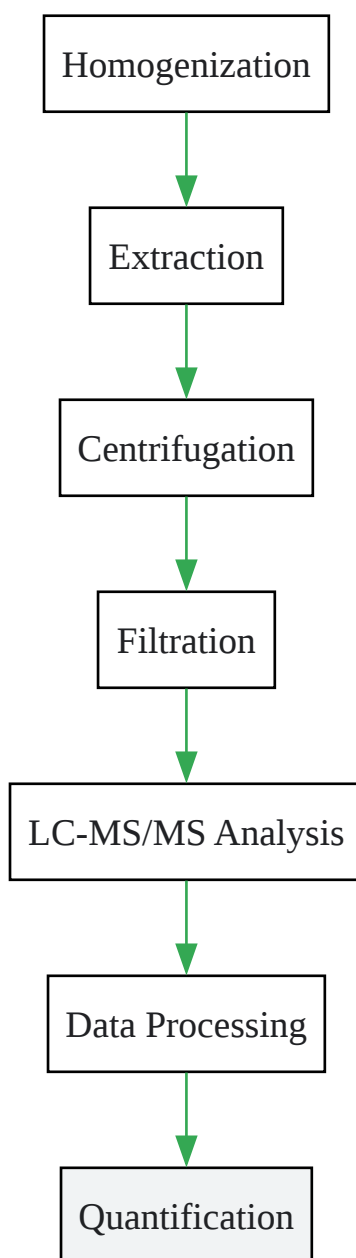 Homogenization
Extraction
Centrifugation
Filtration
LC-MS/MS Analysis
Data Processing
Quantification